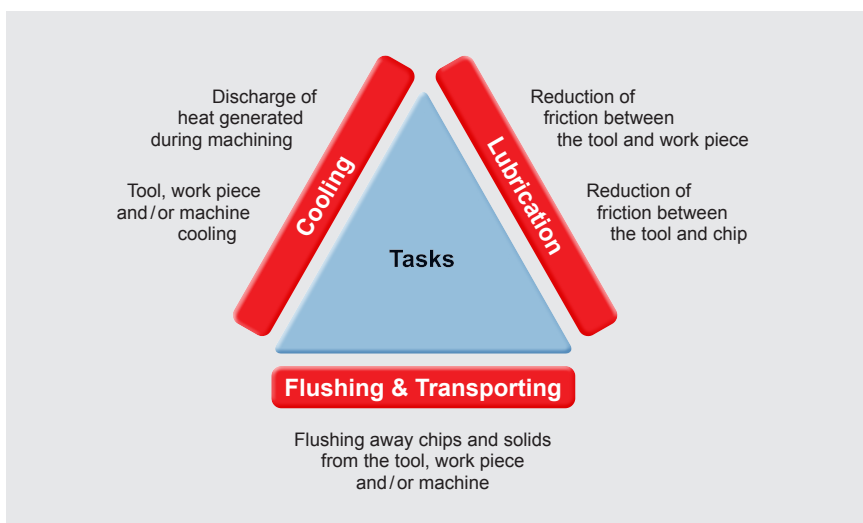 Discharge of
heat generated
during machining
Tool, work piece
and/or machine
cooling
Cooling
Lubrication
Reduction of
friction between
the tool and work piece
Reduction of
friction between
the tool and chip
Tasks
Flushing & Transporting
Flushing away chips and solids
from the tool, work piece
and/or machine